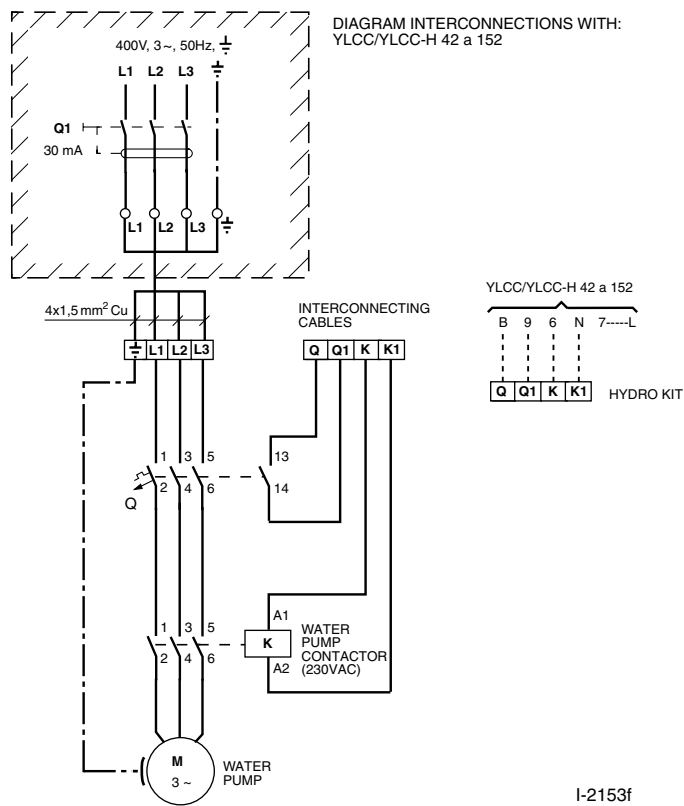 DIAGRAM INTERCONNECTIONS WITH:
YLCC/YLCC-H 42 a 152
400V, 3~, 50Hz,
L1 L2 L3
Q1
30 mA
L1 L2 L3
4x1,5 mm² Cu
L1 L2 L3
INTERCONNECTING
CABLES
Q Q1 K K1
YLCC/YLCC-H 42 a 152
B 9 6 N 7-----L
Q Q1 K K1 HYDRO KIT
1 3 5 13
2 4 6 14
Q
1 3 5 A1
K
2 4 6 A2
WATER
PUMP
CONTACTOR
(230VAC)
M
3 ~
WATER
PUMP
I-2153f